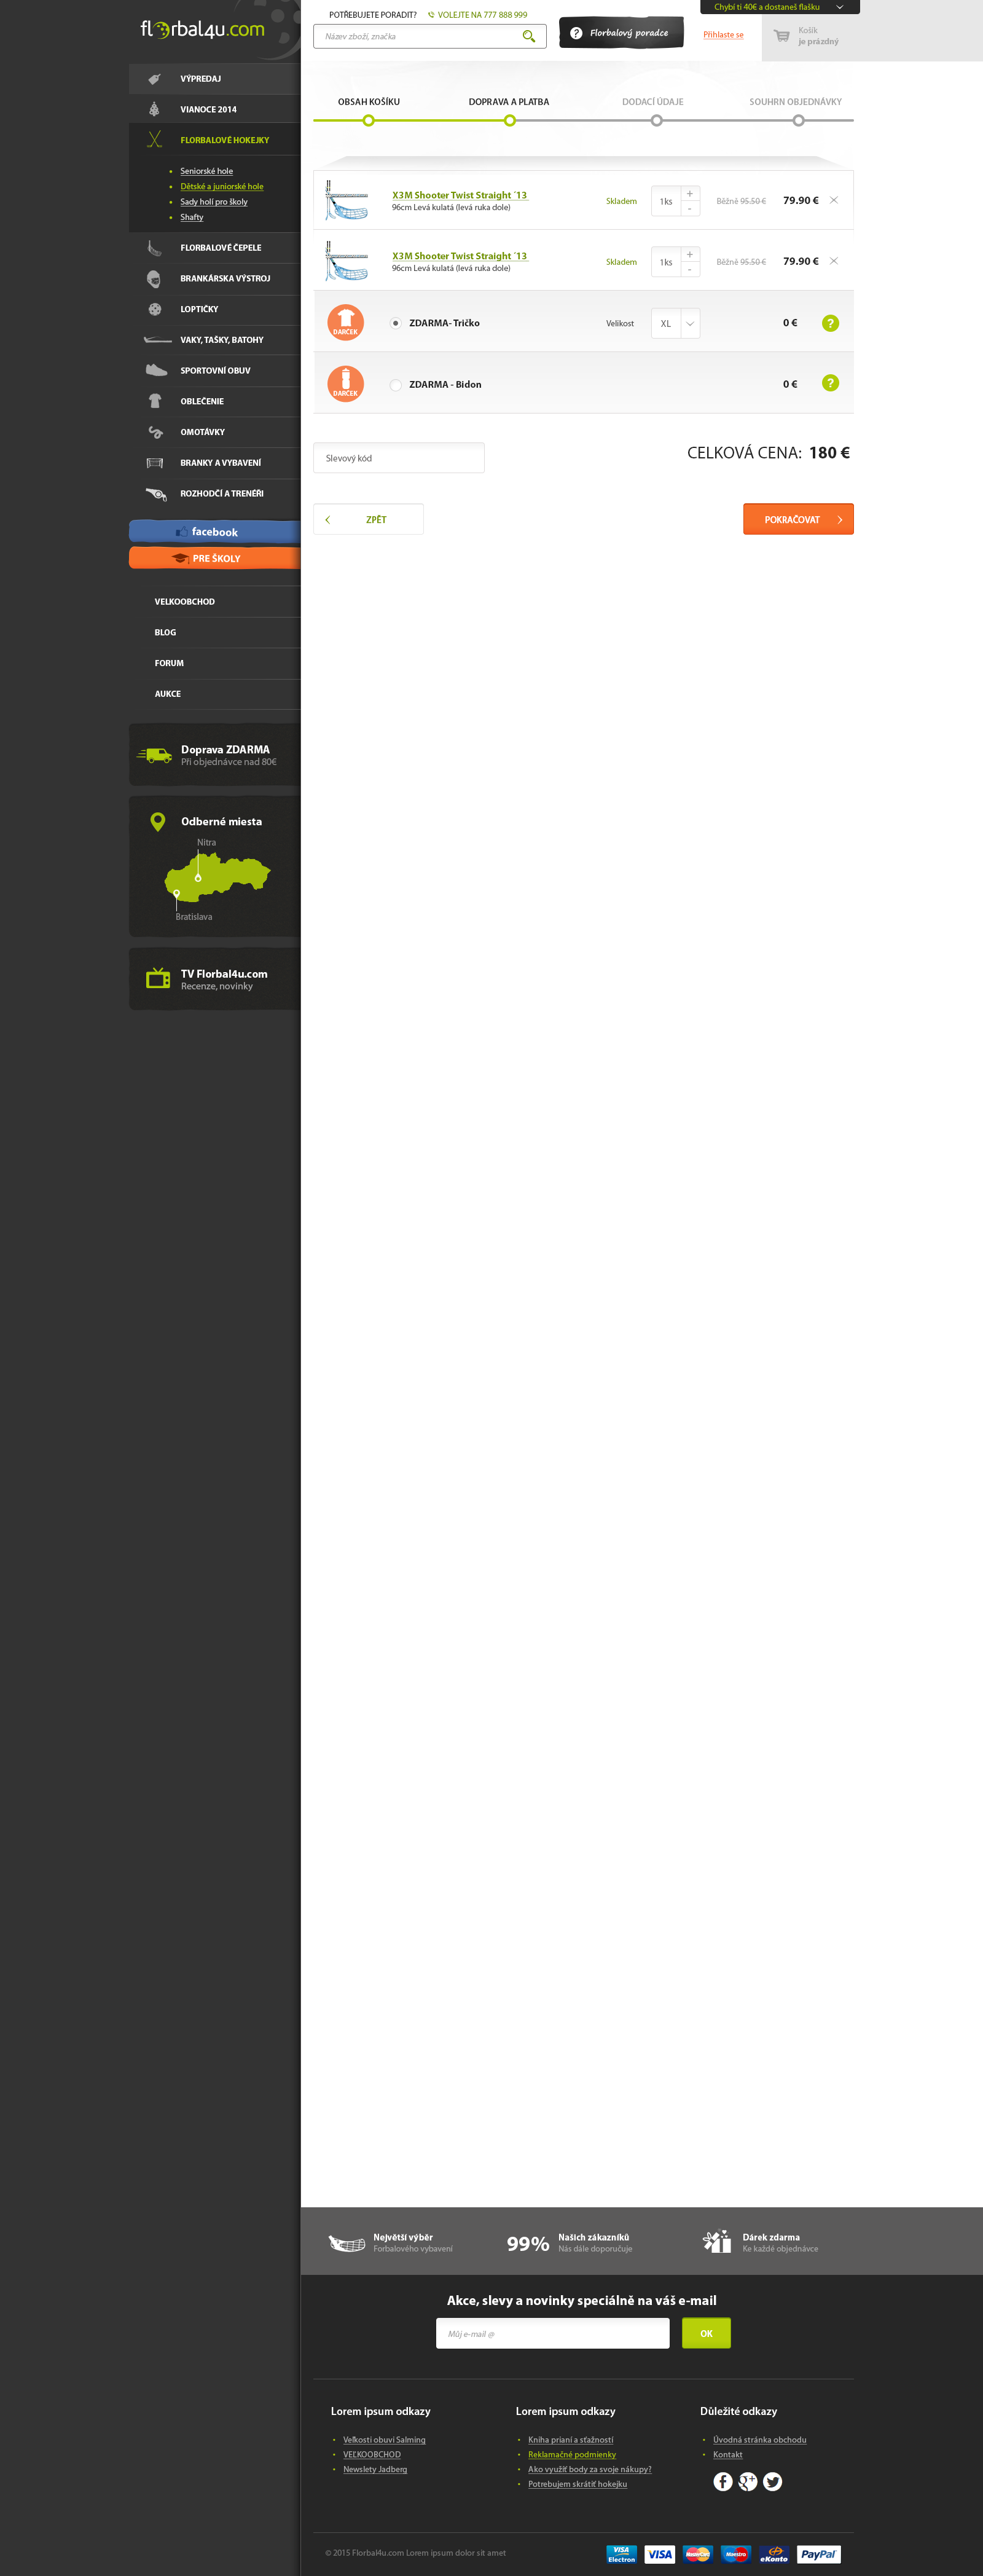 florbal4u.com
POTŘEBUJETE PORADIT? VOLEJTE NA 777 888 999
Název zboží, značka
? Florbalový poradce
Přihlaste se
Chybí ti 40€ a dostaneš flašku
Košík
je prázdný
VÝPREDAJ
VIANOCE 2014
FLORBALOVÉ HOKEJKY
Seniorské hole
Dětské a juniorské hole
Sady holí pro školy
Shafty
FLORBALOVÉ ČEPELE
BRANKÁRSKA VÝSTROJ
LOPTIČKY
VAKY, TAŠKY, BATOHY
SPORTOVNÍ OBUV
OBLEČENIE
OMOTÁVKY
BRANKY A VYBAVENÍ
ROZHODČÍ A TRENÉŘI
facebook
PRE ŠKOLY
VELKOOBCHOD
BLOG
FORUM
AUKCE
Doprava ZDARMA
Při objednávce nad 80€
Odberné miesta
Nitra
Bratislava
TV Florbal4u.com
Recenze, novinky
OBSAH KOŠÍKU
DOPRAVA A PLATBA
DODACÍ ÚDAJE
SOUHRN OBJEDNÁVKY
X3M Shooter Twist Straight ´13
96cm Levá kulatá (levá ruka dole)
Skladem
1ks
+
-
Běžně 95.50 €
79.90 €
X3M Shooter Twist Straight ´13
96cm Levá kulatá (levá ruka dole)
Skladem
1ks
+
-
Běžně 95.50 €
79.90 €
DARČEK
ZDARMA- Tričko
Velikost
XL
0 €
?
DARČEK
ZDARMA - Bidon
0 €
?
Slevový kód
CELKOVÁ CENA: 180 €
ZPĚT
POKRAČOVAT
Největší výběr
Forbalového vybavení
99%
Našich zákazníků
Nás dále doporučuje
Dárek zdarma
Ke každé objednávce
Akce, slevy a novinky speciálně na váš e-mail
Můj e-mail @
OK
Lorem ipsum odkazy
Veľkosti obuvi Salming
VEĽKOOBCHOD
Newslety Jadberg
Lorem ipsum odkazy
Kniha prianí a sťažností
Reklamačné podmienky
Ako využiť body za svoje nákupy?
Potrebujem skrátiť hokejku
Důležité odkazy
Úvodná stránka obchodu
Kontakt
f g+
© 2015 Florbal4u.com Lorem ipsum dolor sit amet
VISA Electron
VISA
MasterCard
Maestro
eKonto
PayPal